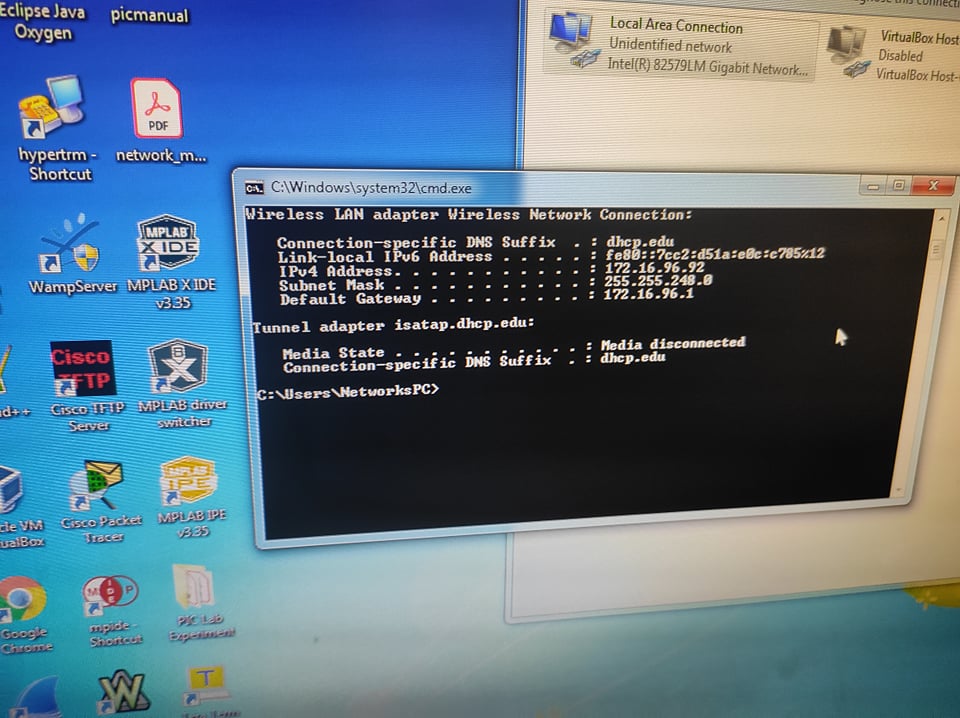 Eclipse Java
Oxygen
picmanual
Local Area Connection
Unidentified network
Intel(R) 82579LM Gigabit Network...
VirtualBox Host-
Disabled
VirtualBox Host-
hypertrm -
Shortcut
PDF
network_m...
WampServer
MPLAB
X IDE
MPLAB X IDE
v3.35
Cisco
TFTP
Cisco TFTP
Server
MPLAB driver
switcher
Cisco Packet
Tracer
MPLAB
IPE
MPLAB IPE
v3.35
Google
Chrome
mpide -
Shortcut
PIC Lab
Experiment
C:\Windows\system32\cmd.exe
Wireless LAN adapter Wireless Network Connection:
Connection-specific DNS Suffix . : dhcp.edu
Link-local IPv6 Address . . . . . : fe80::7cc2:d51a:e0c:c785%12
IPv4 Address. . . . . . . . . . . : 172.16.96.92
Subnet Mask . . . . . . . . . . . : 255.255.248.0
Default Gateway . . . . . . . . . : 172.16.96.1
Tunnel adapter isatap.dhcp.edu:
Media State . . . . . . . . . . . : Media disconnected
Connection-specific DNS Suffix . : dhcp.edu
C:\Users\NetworksPC>